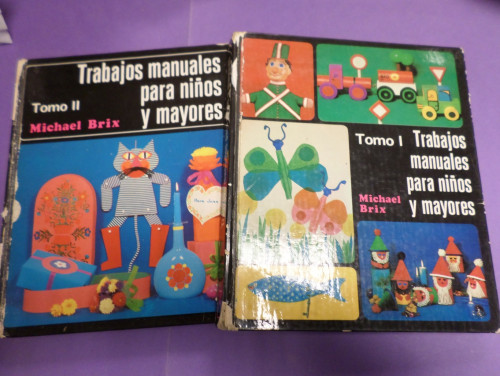 Trabajos manuales
para niños
y mayores
Tomo II
Michael Brix
Tomo I
Trabajos
manuales
para niños
y mayores
Michael
Brix